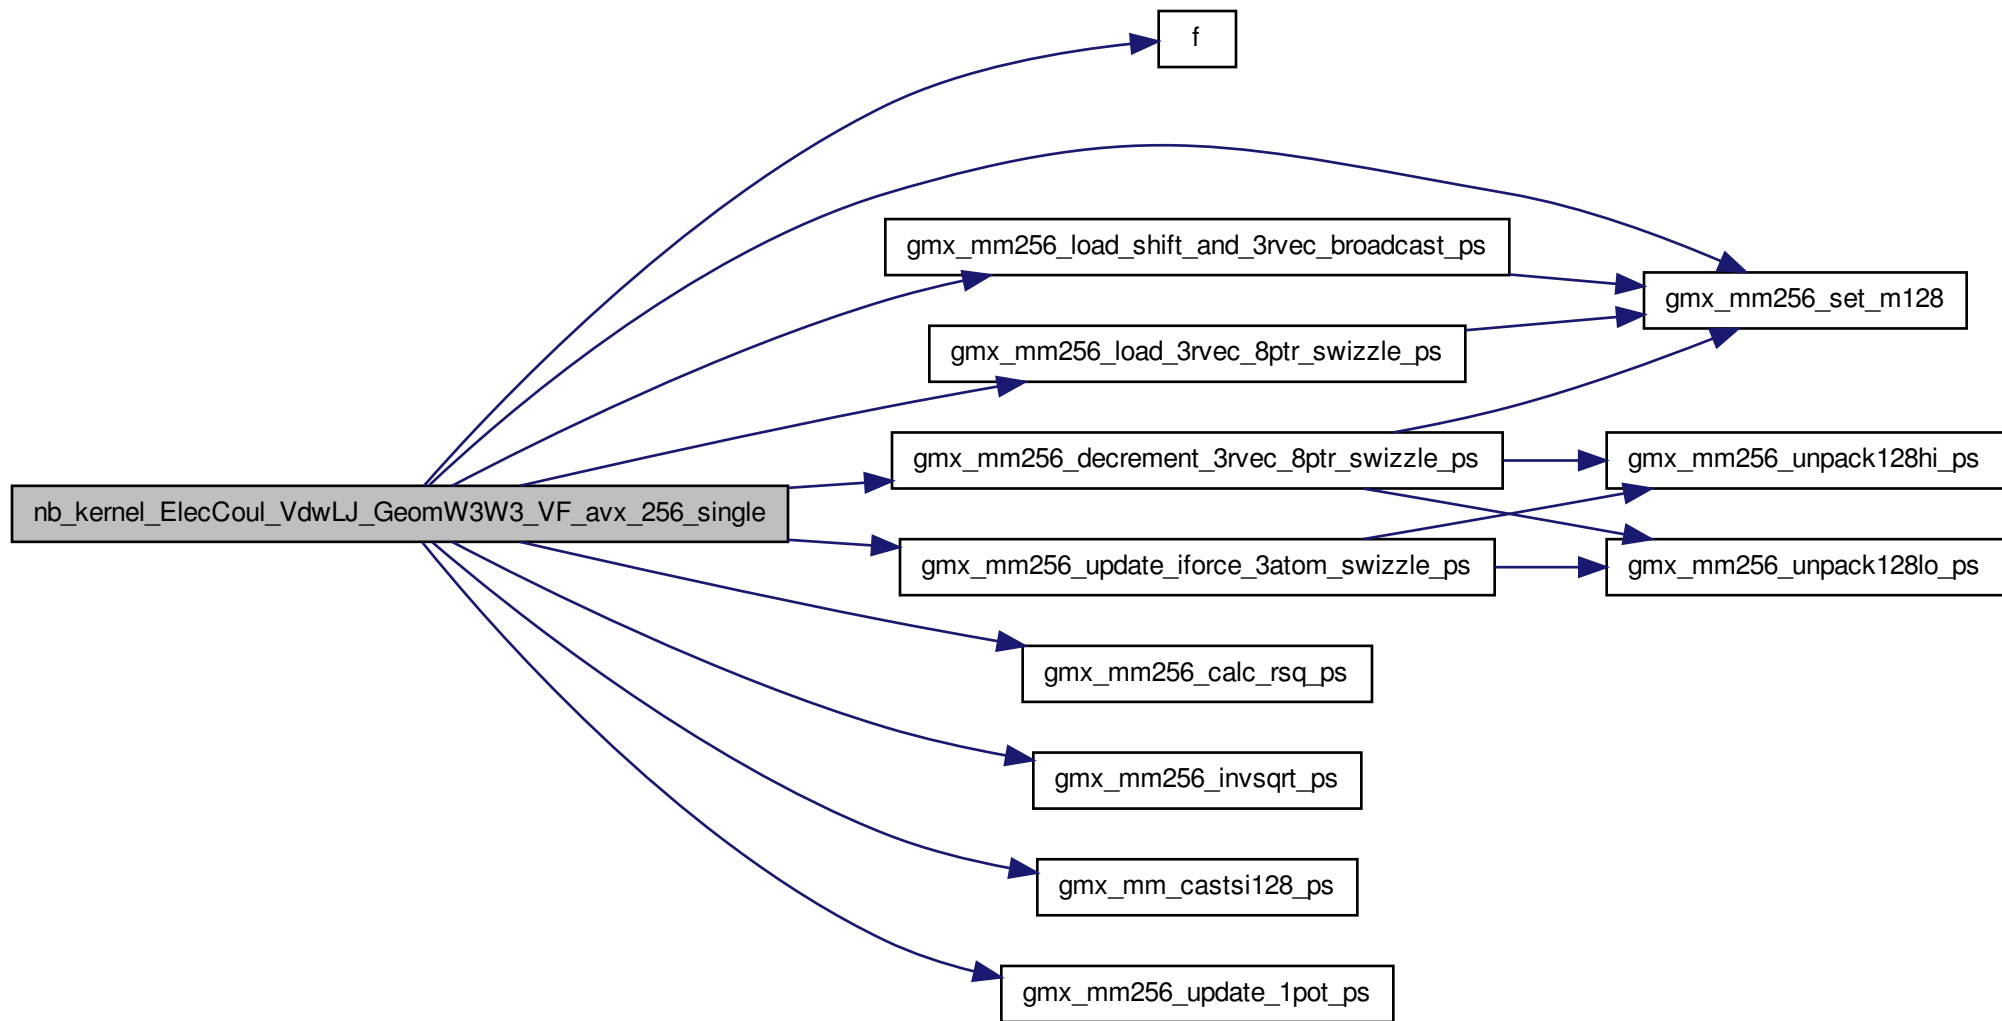 f
gmx_mm256_load_shift_and_3rvec_broadcast_ps
gmx_mm256_set_m128
gmx_mm256_load_3rvec_8ptr_swizzle_ps
gmx_mm256_decrement_3rvec_8ptr_swizzle_ps
gmx_mm256_unpack128hi_ps
nb_kernel_ElecCoul_VdwLJ_GeomW3W3_VF_avx_256_single
gmx_mm256_update_iforce_3atom_swizzle_ps
gmx_mm256_unpack128lo_ps
gmx_mm256_calc_rsq_ps
gmx_mm256_invsqrt_ps
gmx_mm_castsi128_ps
gmx_mm256_update_1pot_ps